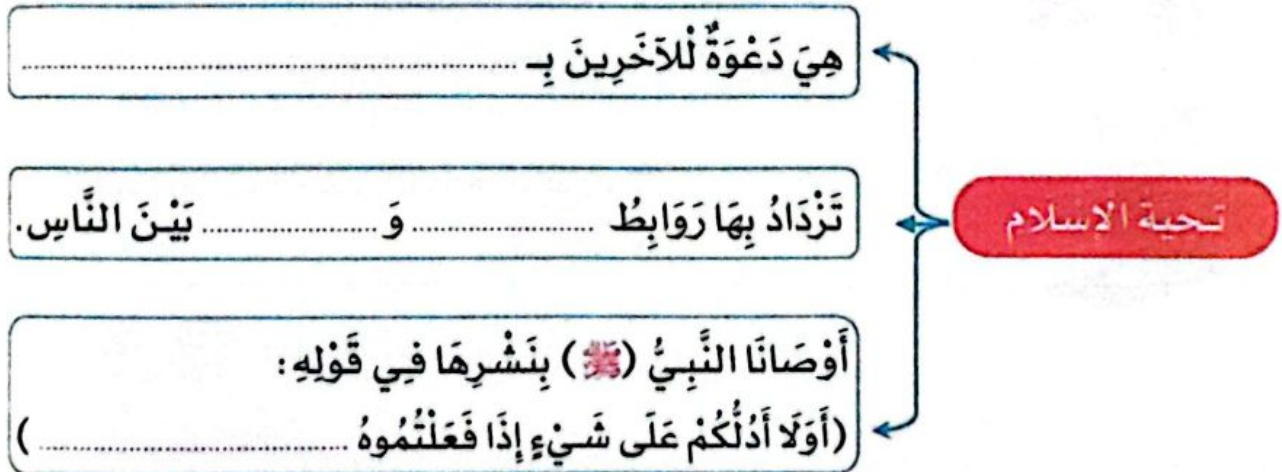 هِيَ دَعْوَةٌ لْلآخَرِينَ بِـ ..........................................
تحية الإسلام
تَزْدَادُ بِهَا رَوَابِطُ .................. وَ .................. بَيْنَ النَّاسِ.
أَوْصَانَا النَّبِيُّ (ﷺ) بِنَشْرِهَا فِي قَوْلِهِ:
(أَوَلَا أَدُلُّكُمْ عَلَى شَيْءٍ إِذَا فَعَلْتُمُوهُ ..............................)